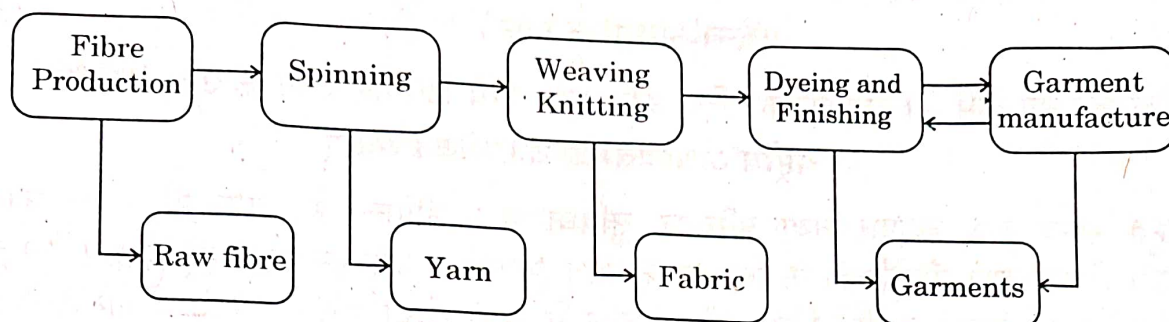 Fibre
Production
Spinning
Weaving
Knitting
Dyeing and
Finishing
Garment
manufacture
Raw fibre
Yarn
Fabric
Garments